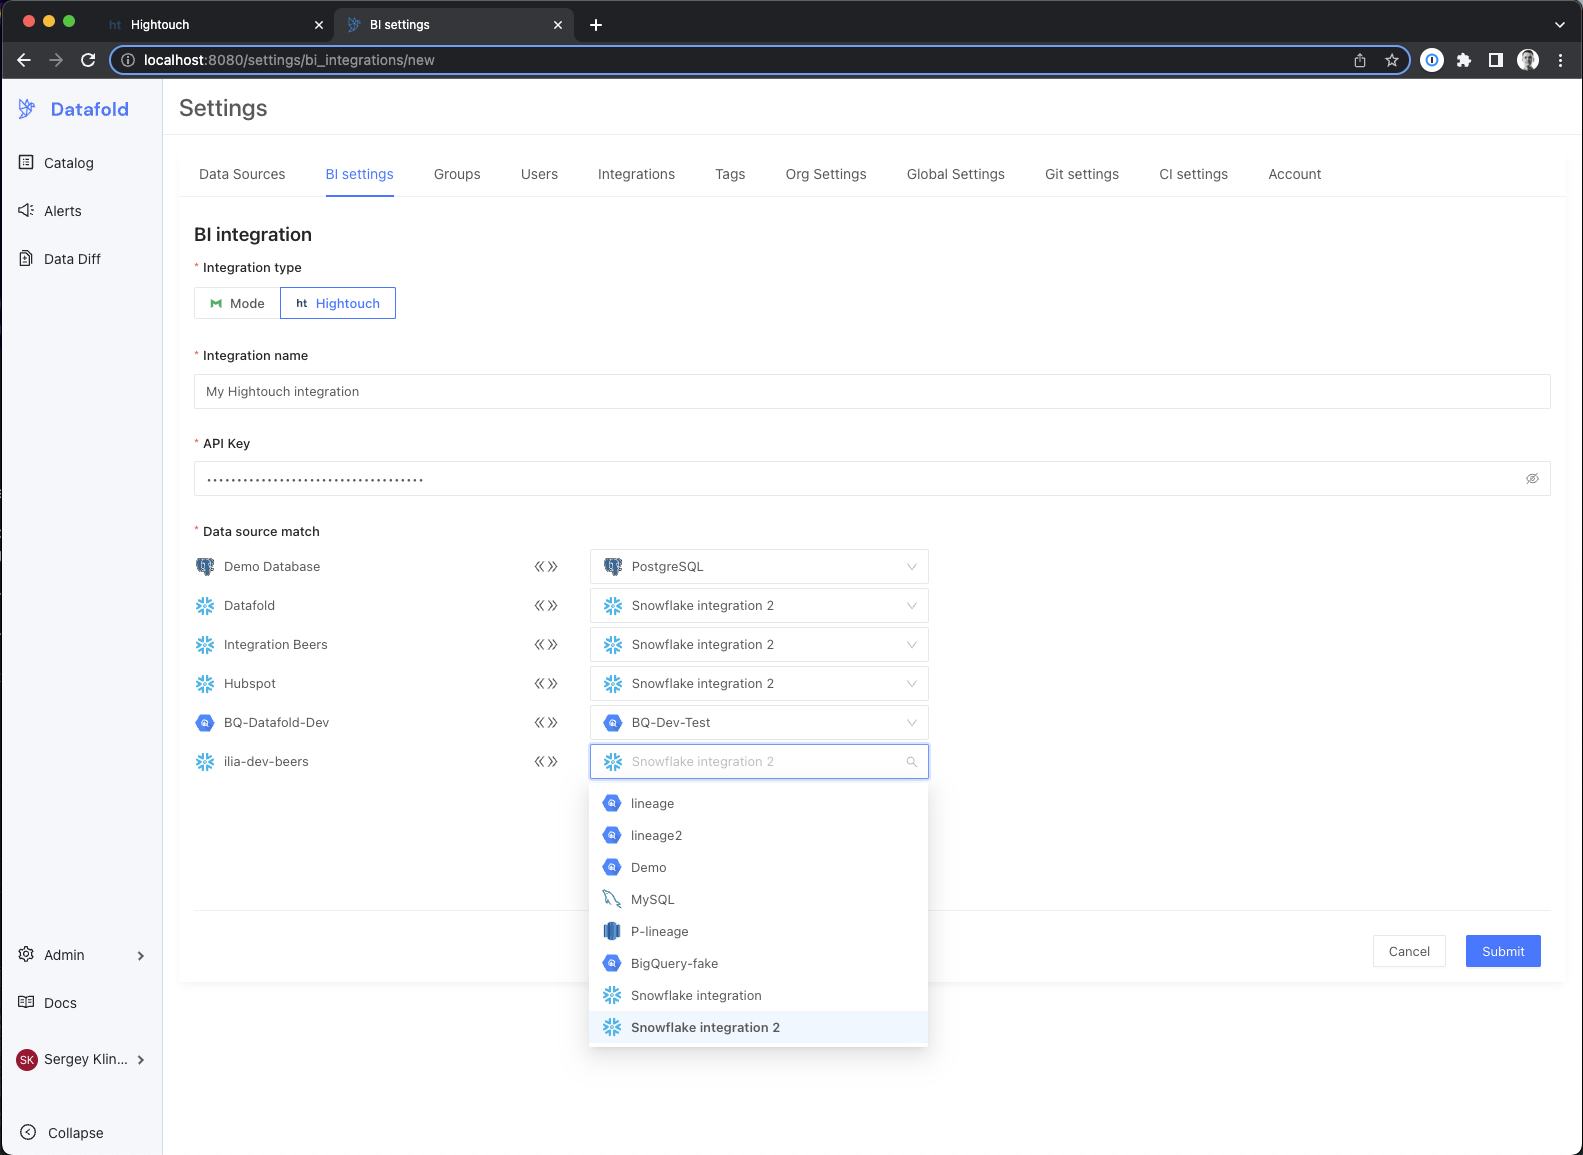 ht Hightouch
BI settings
localhost:8080/settings/bi_integrations/new
Datafold
Settings
Catalog
Alerts
Data Diff
Data Sources
BI settings
Groups
Users
Integrations
Tags
Org Settings
Global Settings
Git settings
CI settings
Account
BI integration
* Integration type
Mode
ht Hightouch
* Integration name
My Hightouch integration
* API Key
* Data source match
Demo Database
PostgreSQL
Datafold
Snowflake integration 2
Integration Beers
Snowflake integration 2
Hubspot
Snowflake integration 2
BQ-Datafold-Dev
BQ-Dev-Test
ilia-dev-beers
Snowflake integration 2
lineage
lineage2
Demo
MySQL
P-lineage
BigQuery-fake
Snowflake integration
Snowflake integration 2
Cancel
Submit
Admin
Docs
SK Sergey Klin...
Collapse